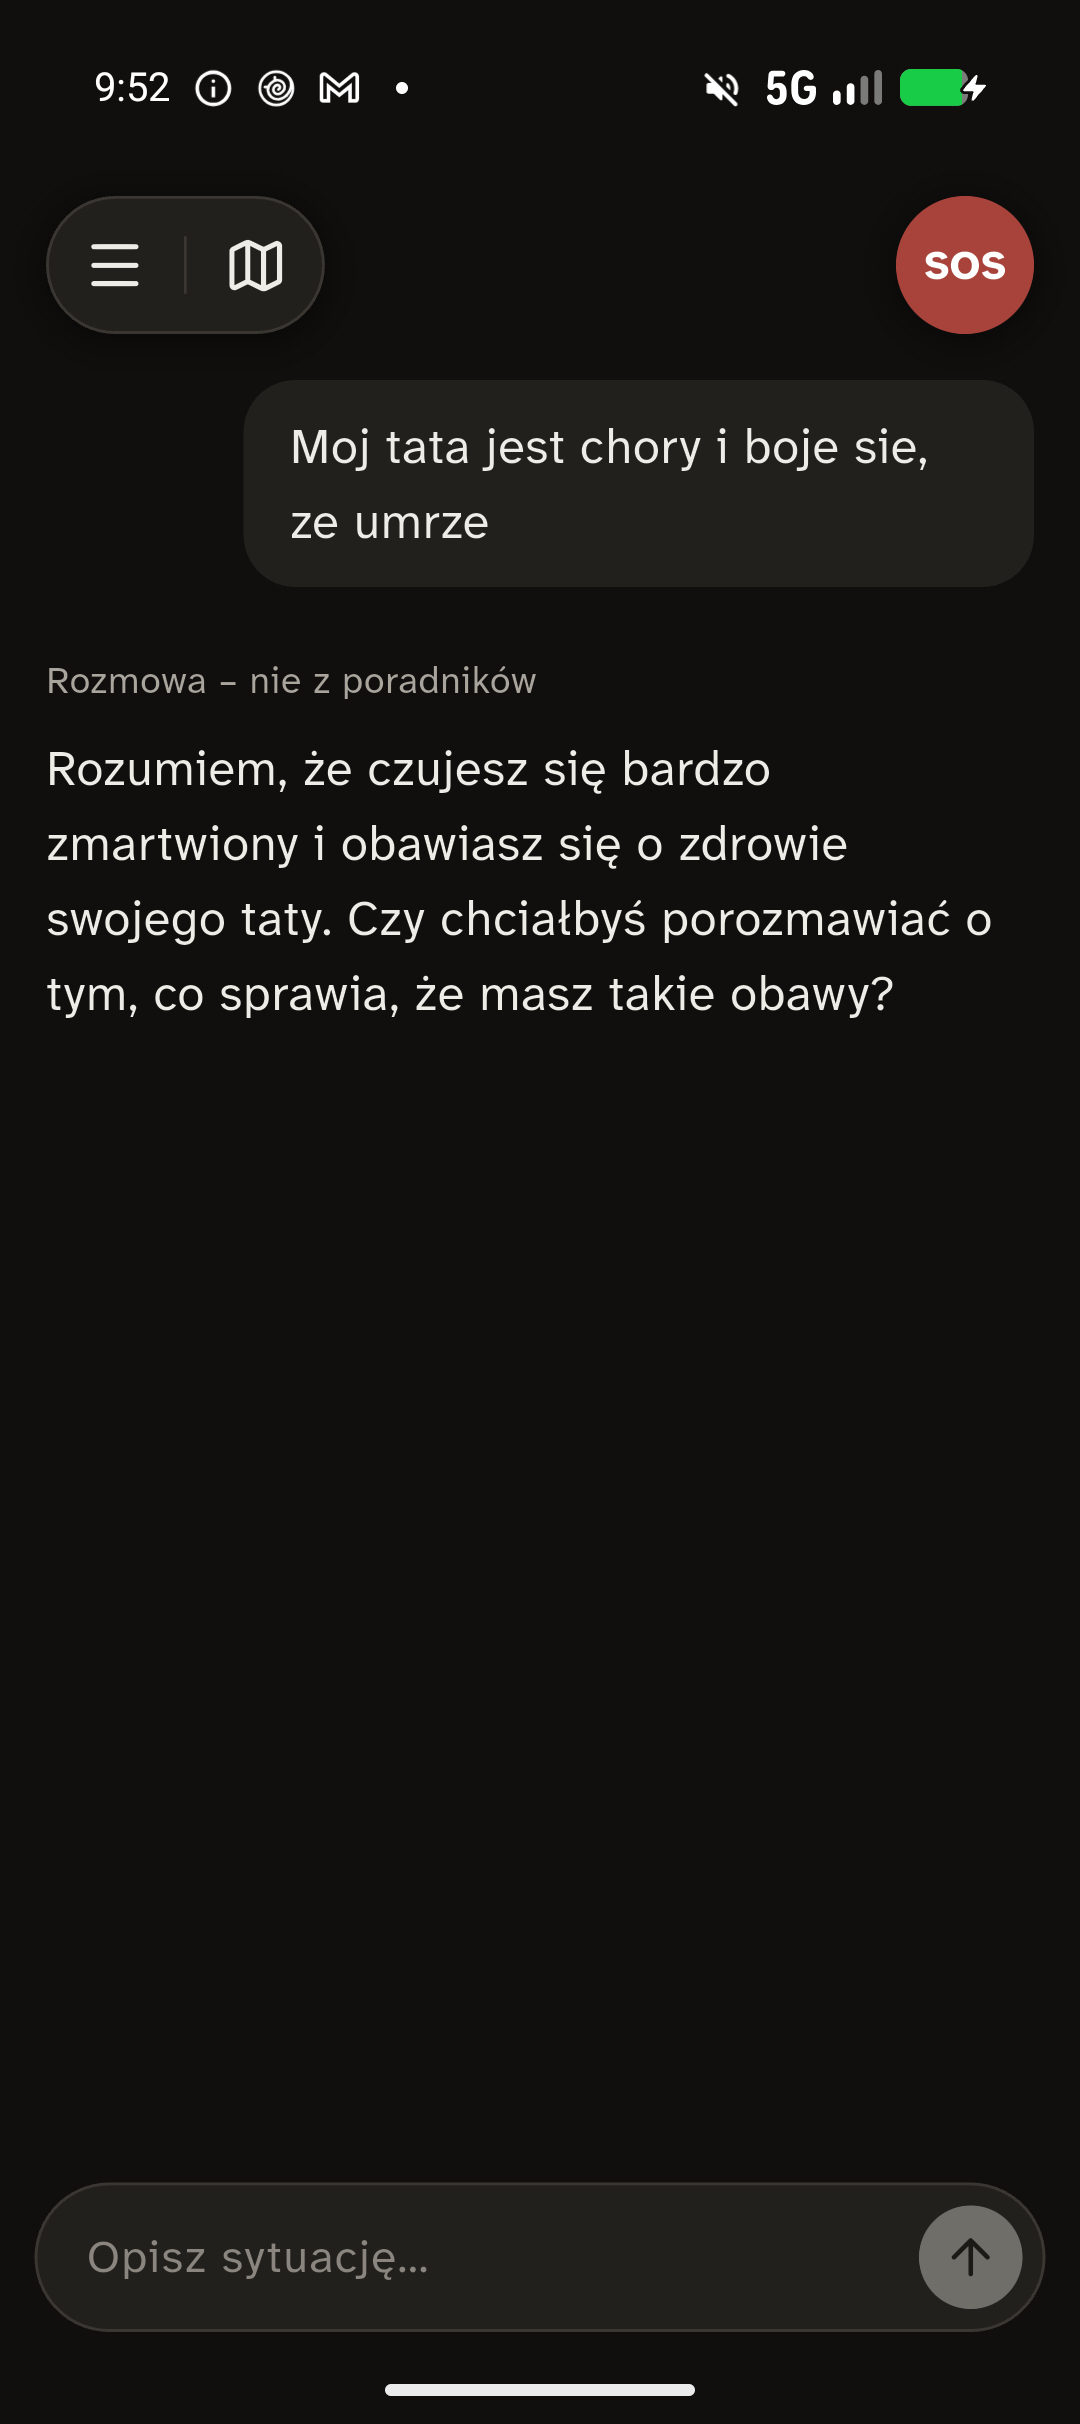 9:52
5G
SOS
Moj tata jest chory i boje sie,
ze umrze
Rozmowa – nie z poradników
Rozumiem, że czujesz się bardzo
zmartwiony i obawiasz się o zdrowie
swojego taty. Czy chciałbyś porozmawiać o
tym, co sprawia, że masz takie obawy?
Opisz sytuację...